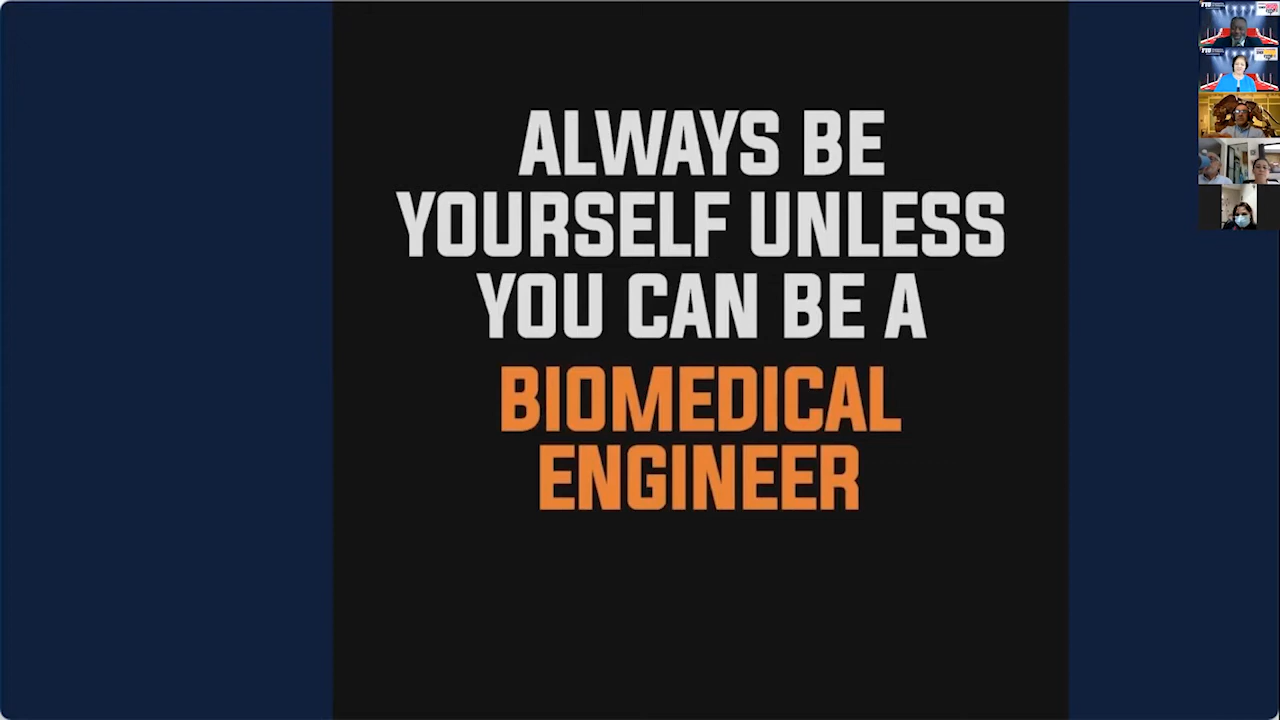 ALWAYS BE
YOURSELF UNLESS
YOU CAN BE A
BIOMEDICAL
ENGINEER